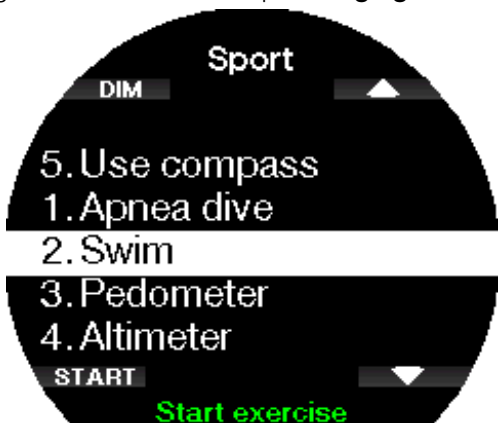 Sport
DIM
5. Use compass
1. Apnea dive
2. Swim
3. Pedometer
4. Altimeter
START
Start exercise